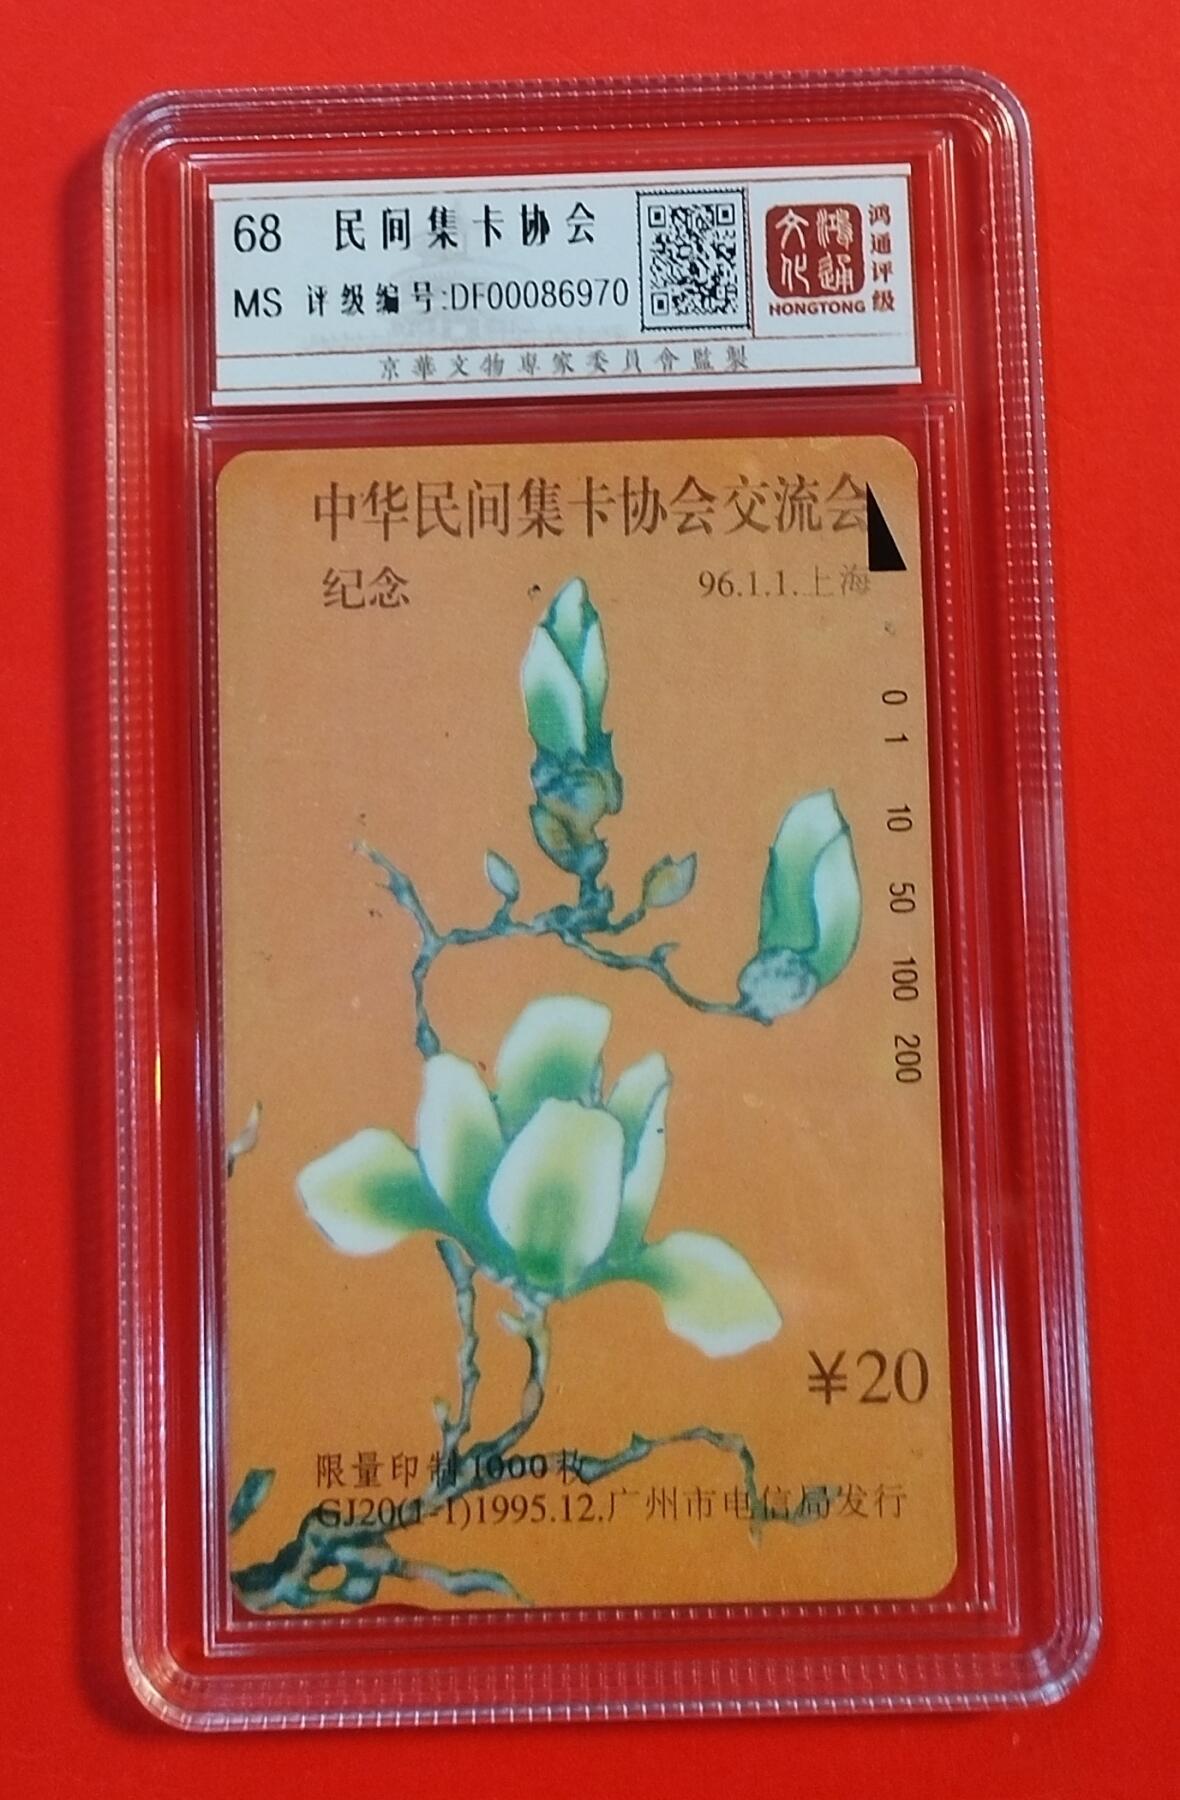 68 民间集卡协会
MS 评级编号:DF00086970
鸿通文化
HONGTONG
鸿通评级
京華文物專家委員會監製
中华民间集卡协会交流会
纪念 96.1.1.上海
0
1
10
50
100
200
¥20
限量印制1000枚
GJ20(1-1)1995.12.广州市电信局发行